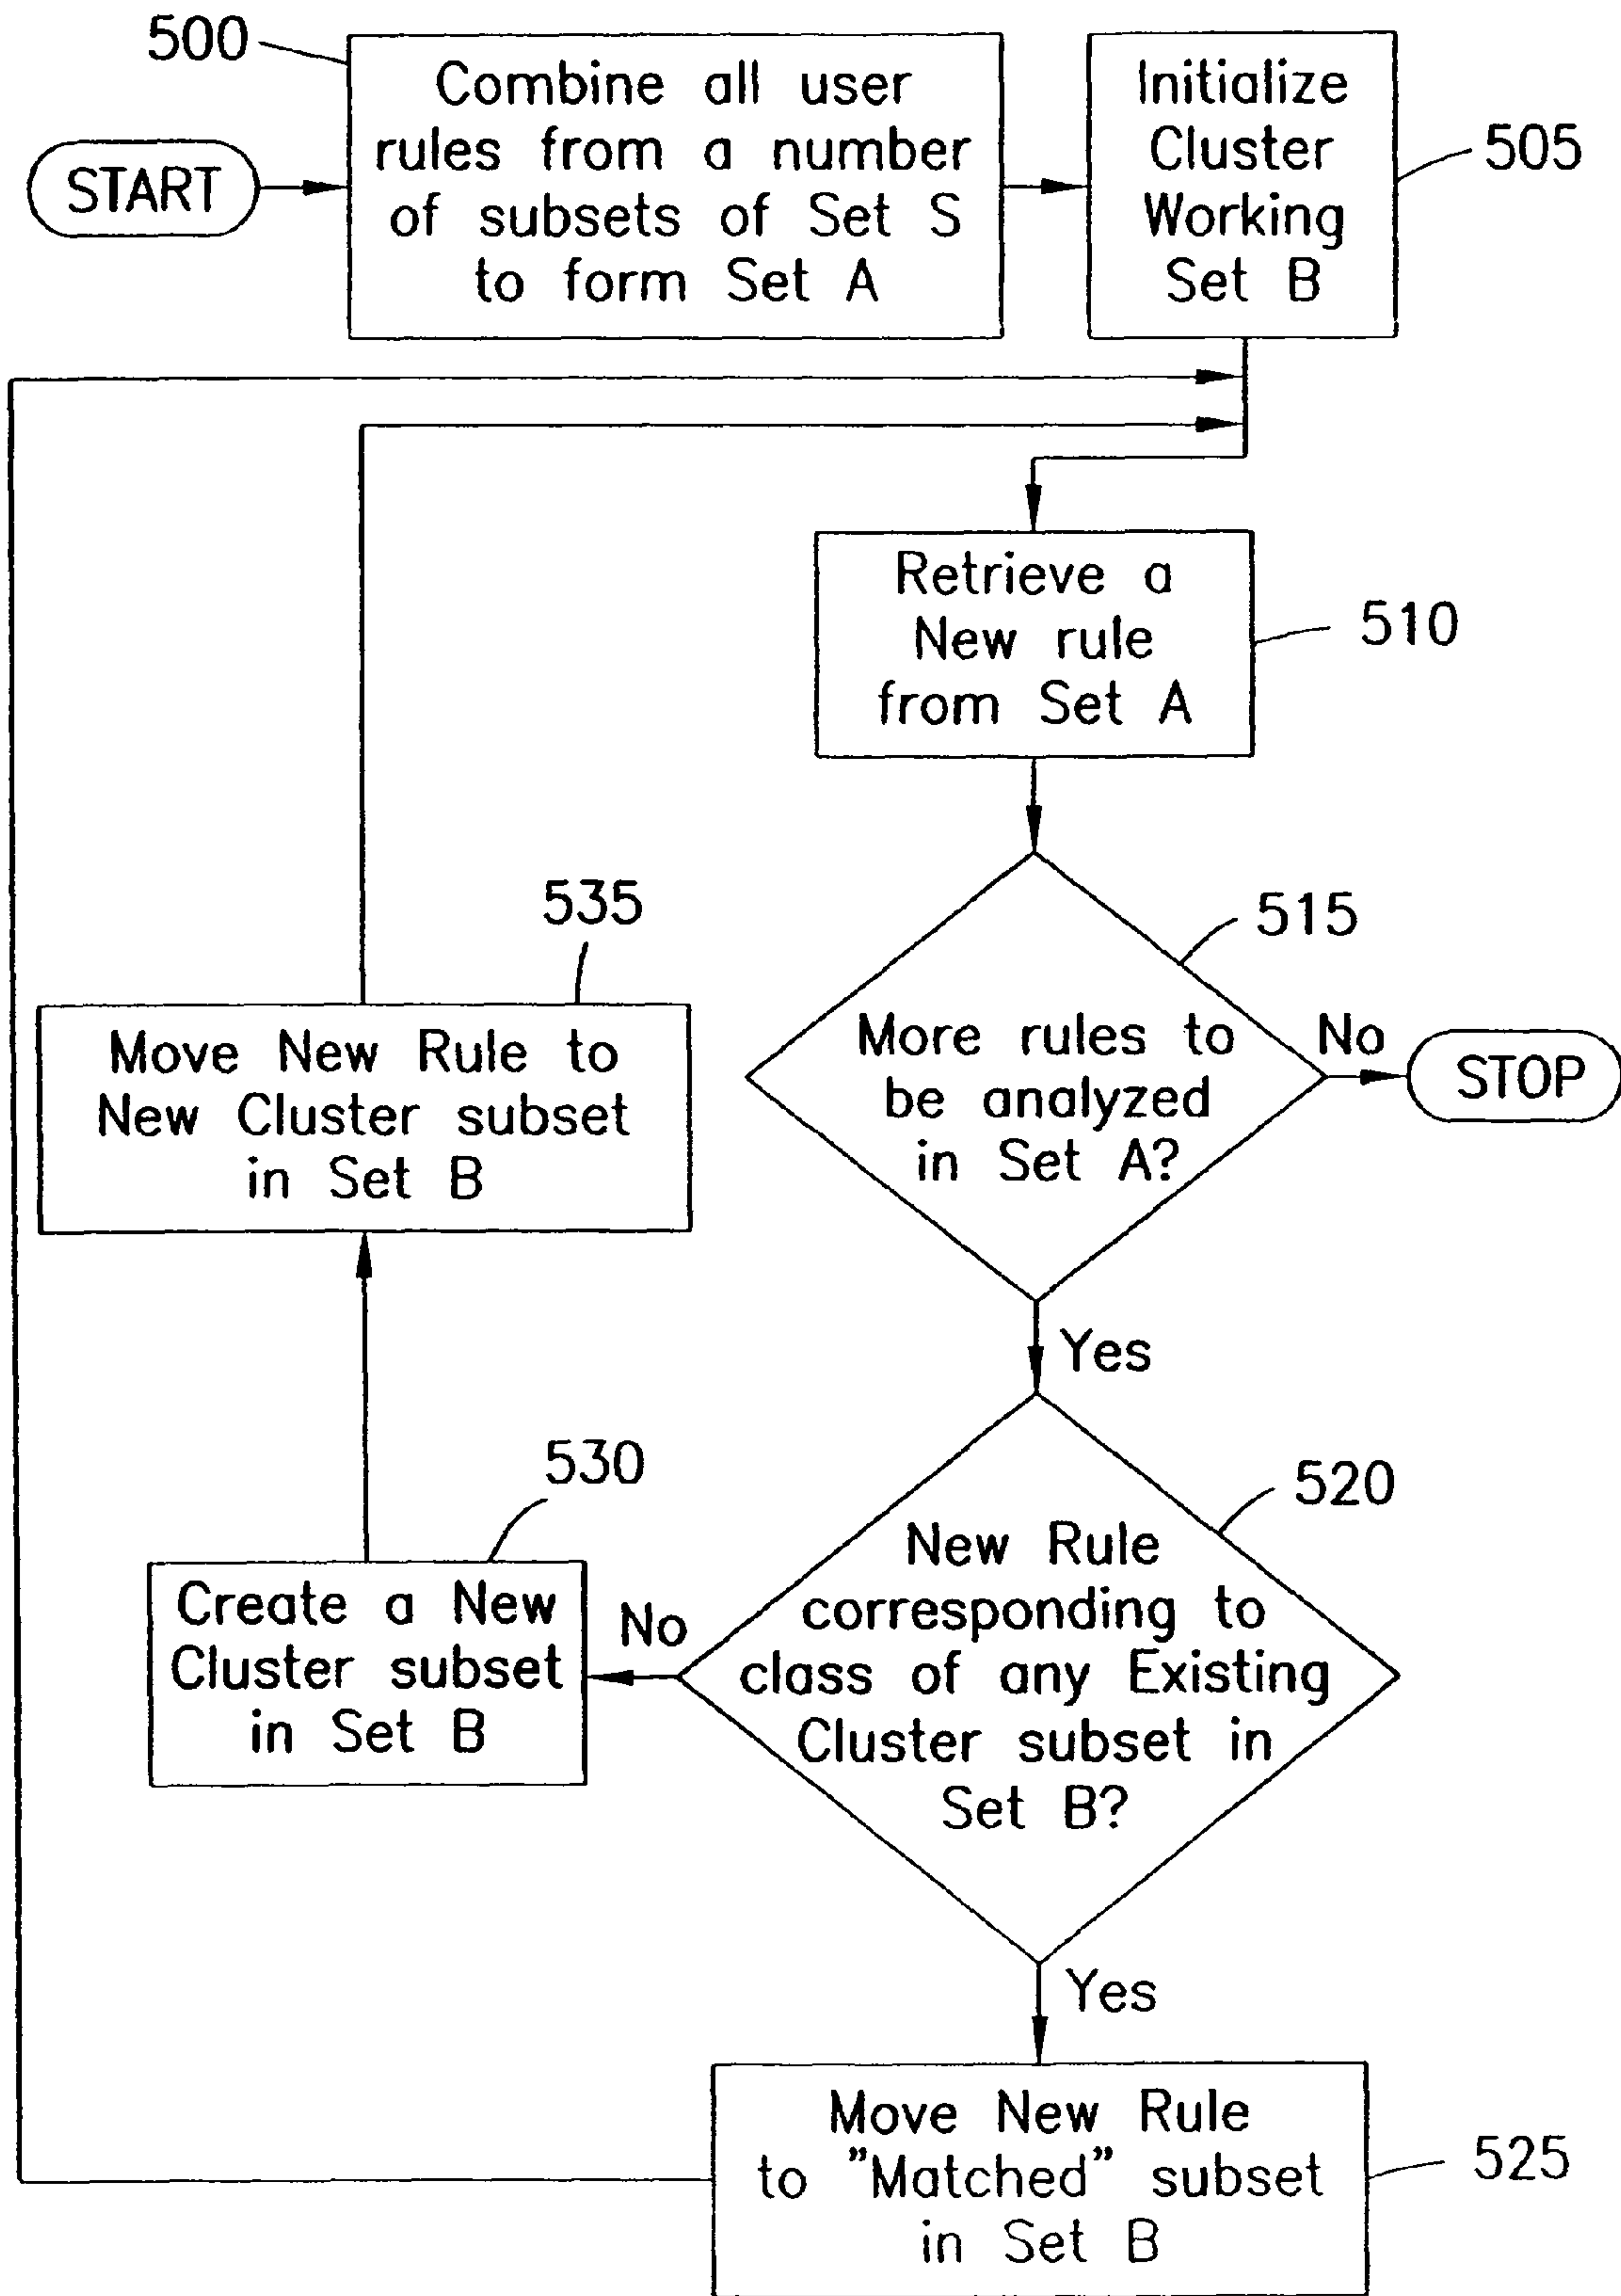 500
Combine all user
rules from a number
of subsets of Set S
to form Set A
Initialize
Cluster
Working
Set B
505
START
Retrieve a
New rule
from Set A
510
535
515
Move New Rule to
New Cluster subset
in Set B
More rules to
be analyzed
in Set A?
No
STOP
Yes
530
520
Create a New
Cluster subset
in Set B
No
New Rule
corresponding to
class of any Existing
Cluster subset in
Set B?
Yes
Move New Rule
to "Matched" subset
in Set B
525